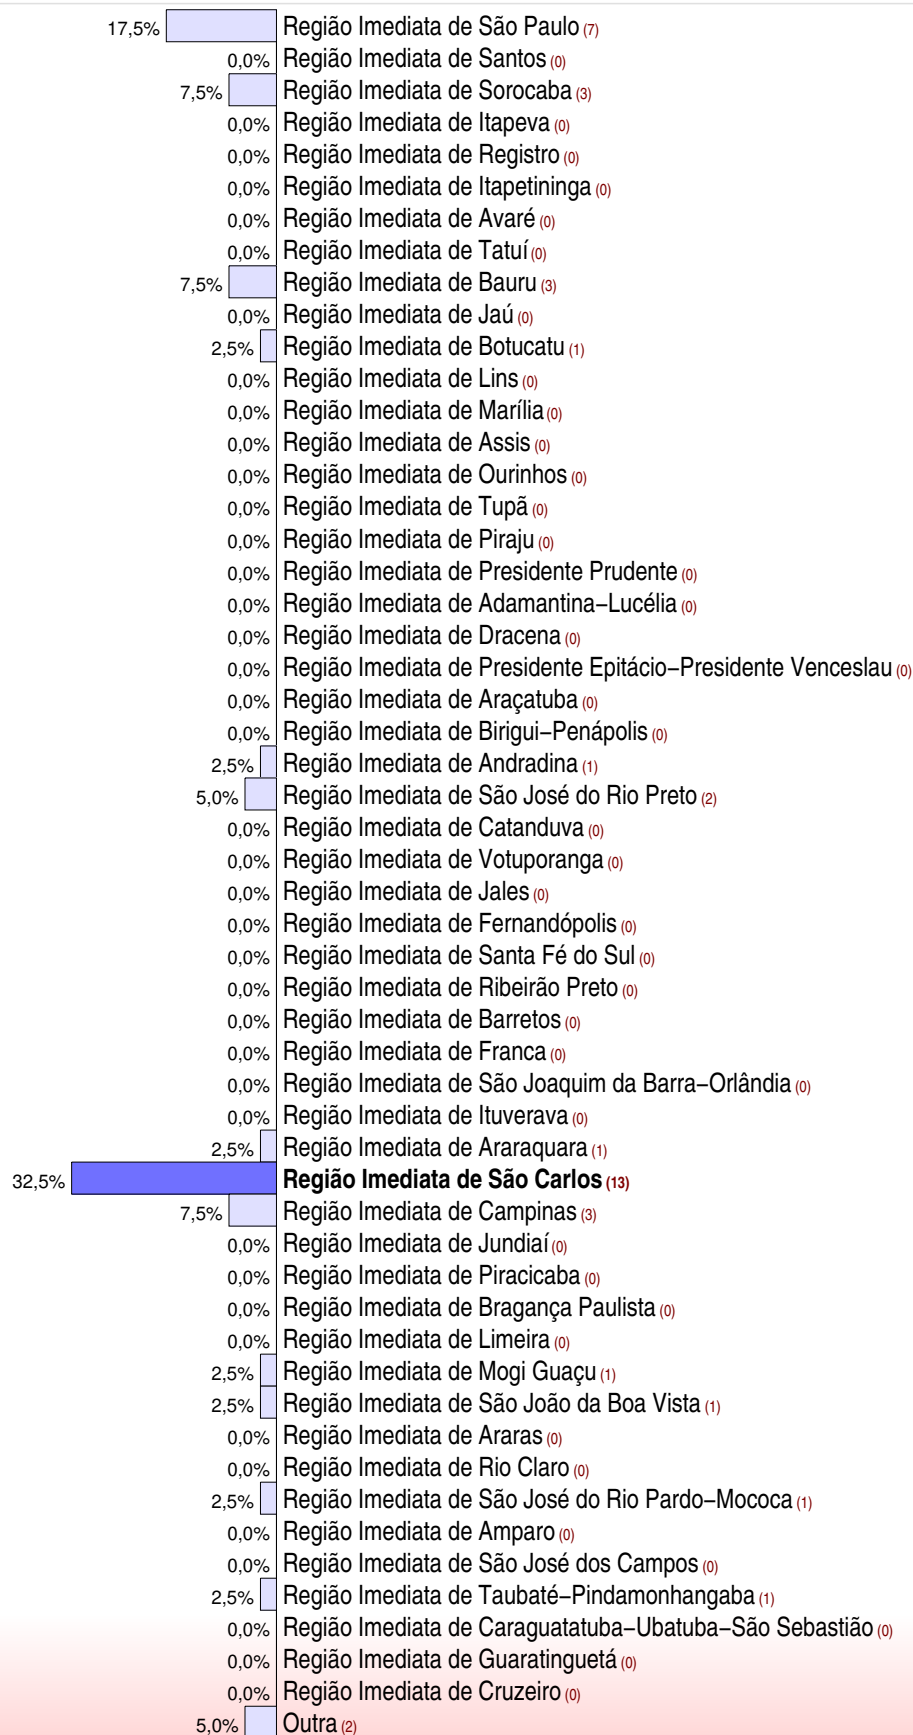 17,5% Região Imediata de São Paulo (7)
0,0% Região Imediata de Santos (0)
7,5% Região Imediata de Sorocaba (3)
0,0% Região Imediata de Itapeva (0)
0,0% Região Imediata de Registro (0)
0,0% Região Imediata de Itapetininga (0)
0,0% Região Imediata de Avaré (0)
0,0% Região Imediata de Tatuí (0)
7,5% Região Imediata de Bauru (3)
0,0% Região Imediata de Jaú (0)
2,5% Região Imediata de Botucatu (1)
0,0% Região Imediata de Lins (0)
0,0% Região Imediata de Marília (0)
0,0% Região Imediata de Assis (0)
0,0% Região Imediata de Ourinhos (0)
0,0% Região Imediata de Tupã (0)
0,0% Região Imediata de Piraju (0)
0,0% Região Imediata de Presidente Prudente (0)
0,0% Região Imediata de Adamantina−Lucélia (0)
0,0% Região Imediata de Dracena (0)
0,0% Região Imediata de Presidente Epitácio−Presidente Venceslau (0)
0,0% Região Imediata de Araçatuba (0)
0,0% Região Imediata de Birigui−Penápolis (0)
2,5% Região Imediata de Andradina (1)
5,0% Região Imediata de São José do Rio Preto (2)
0,0% Região Imediata de Catanduva (0)
0,0% Região Imediata de Votuporanga (0)
0,0% Região Imediata de Jales (0)
0,0% Região Imediata de Fernandópolis (0)
0,0% Região Imediata de Santa Fé do Sul (0)
0,0% Região Imediata de Ribeirão Preto (0)
0,0% Região Imediata de Barretos (0)
0,0% Região Imediata de Franca (0)
0,0% Região Imediata de São Joaquim da Barra−Orlândia (0)
0,0% Região Imediata de Ituverava (0)
2,5% Região Imediata de Araraquara (1)
32,5% Região Imediata de São Carlos (13)
7,5% Região Imediata de Campinas (3)
0,0% Região Imediata de Jundiaí (0)
0,0% Região Imediata de Piracicaba (0)
0,0% Região Imediata de Bragança Paulista (0)
0,0% Região Imediata de Limeira (0)
2,5% Região Imediata de Mogi Guaçu (1)
2,5% Região Imediata de São João da Boa Vista (1)
0,0% Região Imediata de Araras (0)
0,0% Região Imediata de Rio Claro (0)
2,5% Região Imediata de São José do Rio Pardo−Mococa (1)
0,0% Região Imediata de Amparo (0)
0,0% Região Imediata de São José dos Campos (0)
2,5% Região Imediata de Taubaté−Pindamonhangaba (1)
0,0% Região Imediata de Caraguatatuba−Ubatuba−São Sebastião (0)
0,0% Região Imediata de Guaratinguetá (0)
0,0% Região Imediata de Cruzeiro (0)
5,0% Outra (2)